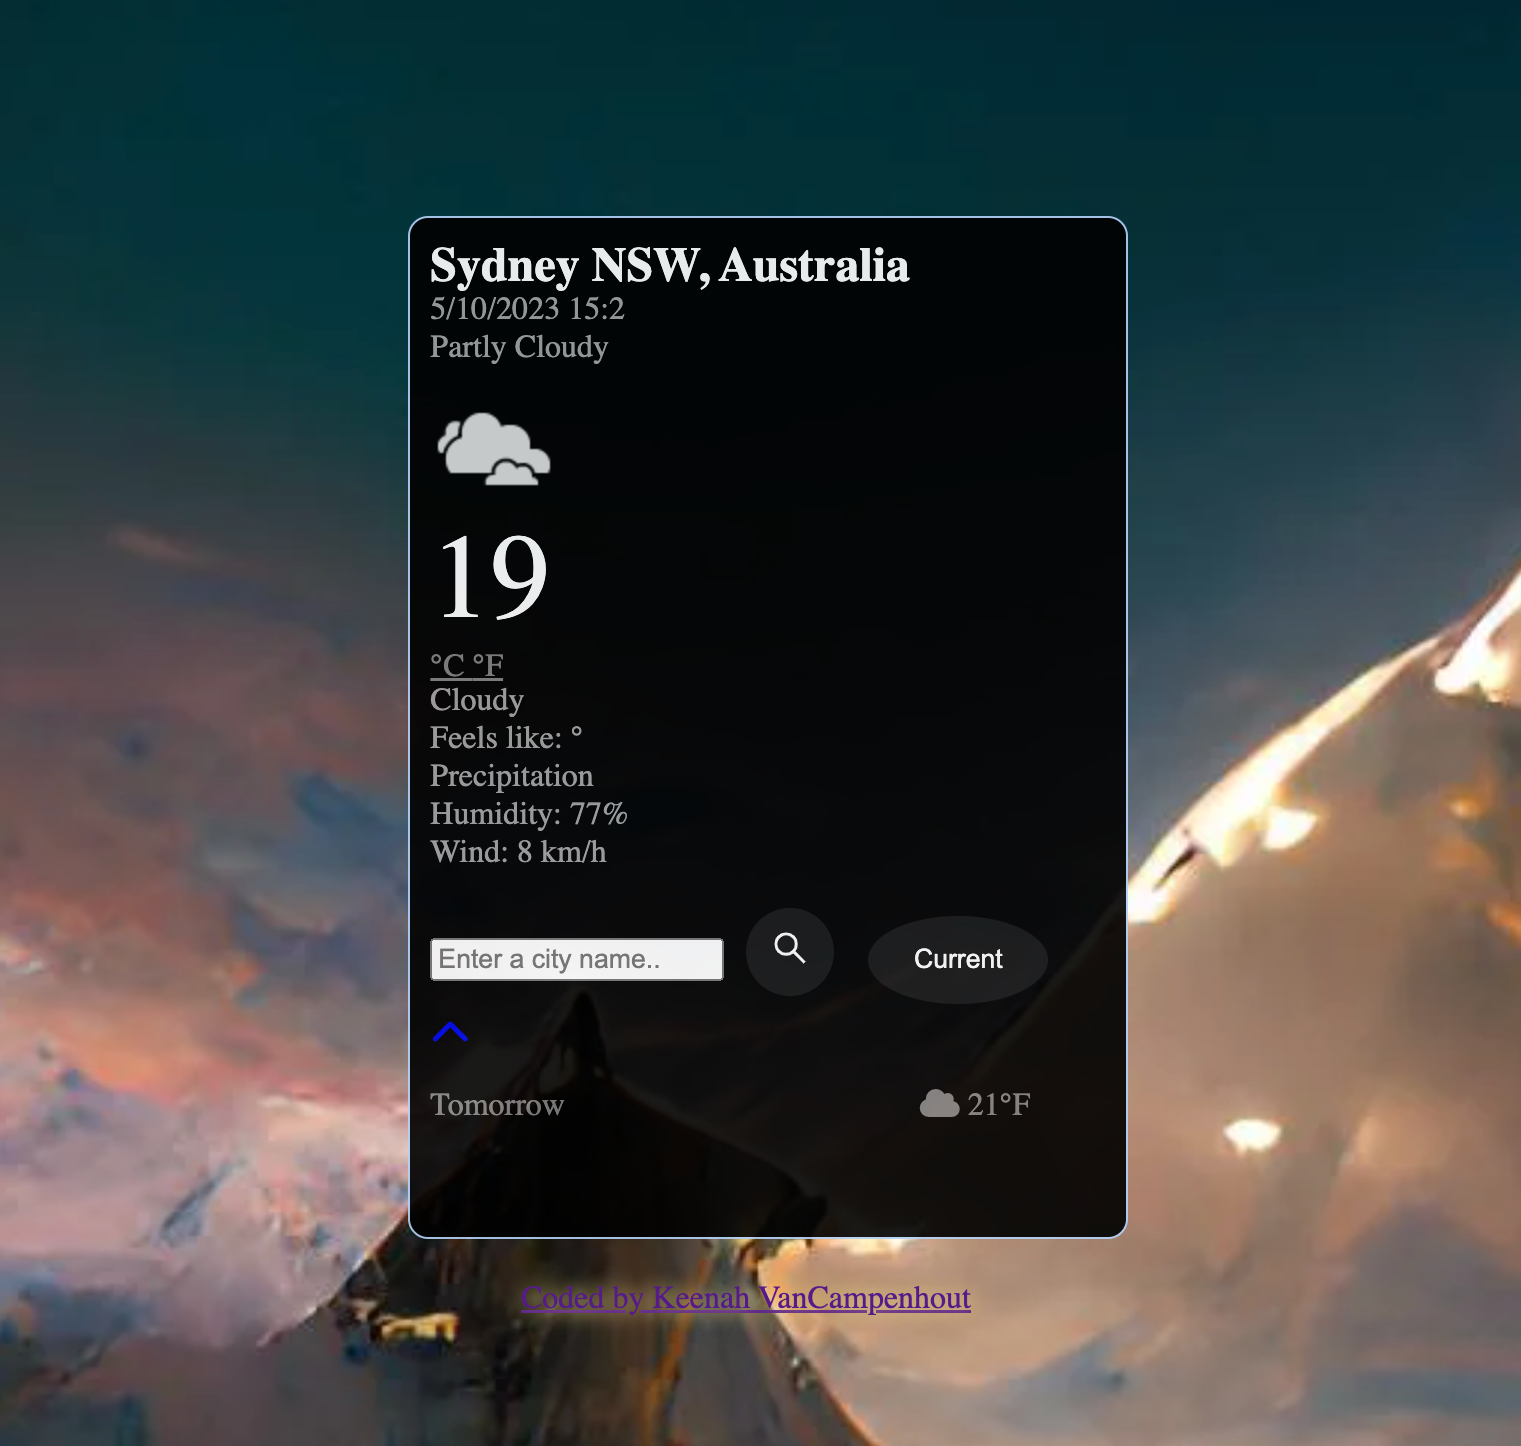 Sydney NSW, Australia
5/10/2023 15:2
Partly Cloudy
19
°C °F
Cloudy
Feels like: °
Precipitation
Humidity: 77%
Wind: 8 km/h
Enter a city name.. Current
Tomorrow 21°F
Coded by Keenah VanCampenhout